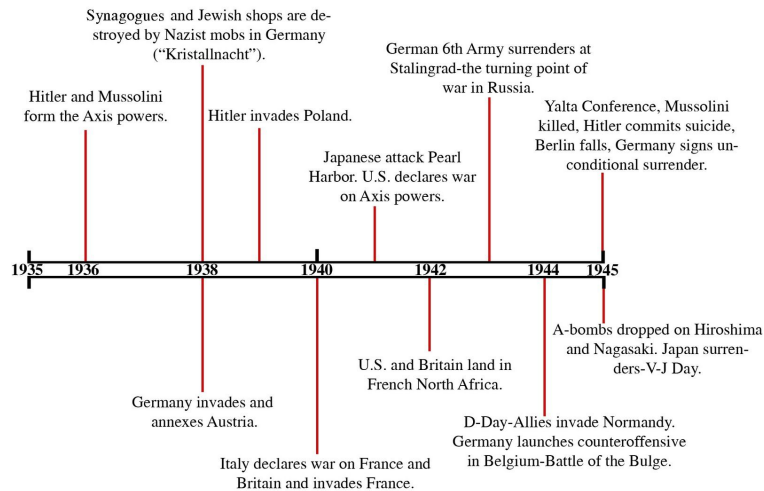 Synagogues and Jewish shops are de-
stroyed by Nazist mobs in Germany
(“Kristallnacht”).
German 6th Army surrenders at
Stalingrad-the turning point of
war in Russia.
Hitler and Mussolini
form the Axis powers.
Hitler invades Poland.
Yalta Conference, Mussolini
killed, Hitler commits suicide,
Berlin falls, Germany signs un-
conditional surrender.
Japanese attack Pearl
Harbor. U.S. declares war
on Axis powers.
1935 1936 1938 1940 1942 1944 1945
A-bombs dropped on Hiroshima
and Nagasaki. Japan surren-
ders-V-J Day.
U.S. and Britain land in
French North Africa.
Germany invades and
annexes Austria.
D-Day-Allies invade Normandy.
Germany launches counteroffensive
in Belgium-Battle of the Bulge.
Italy declares war on France and
Britain and invades France.